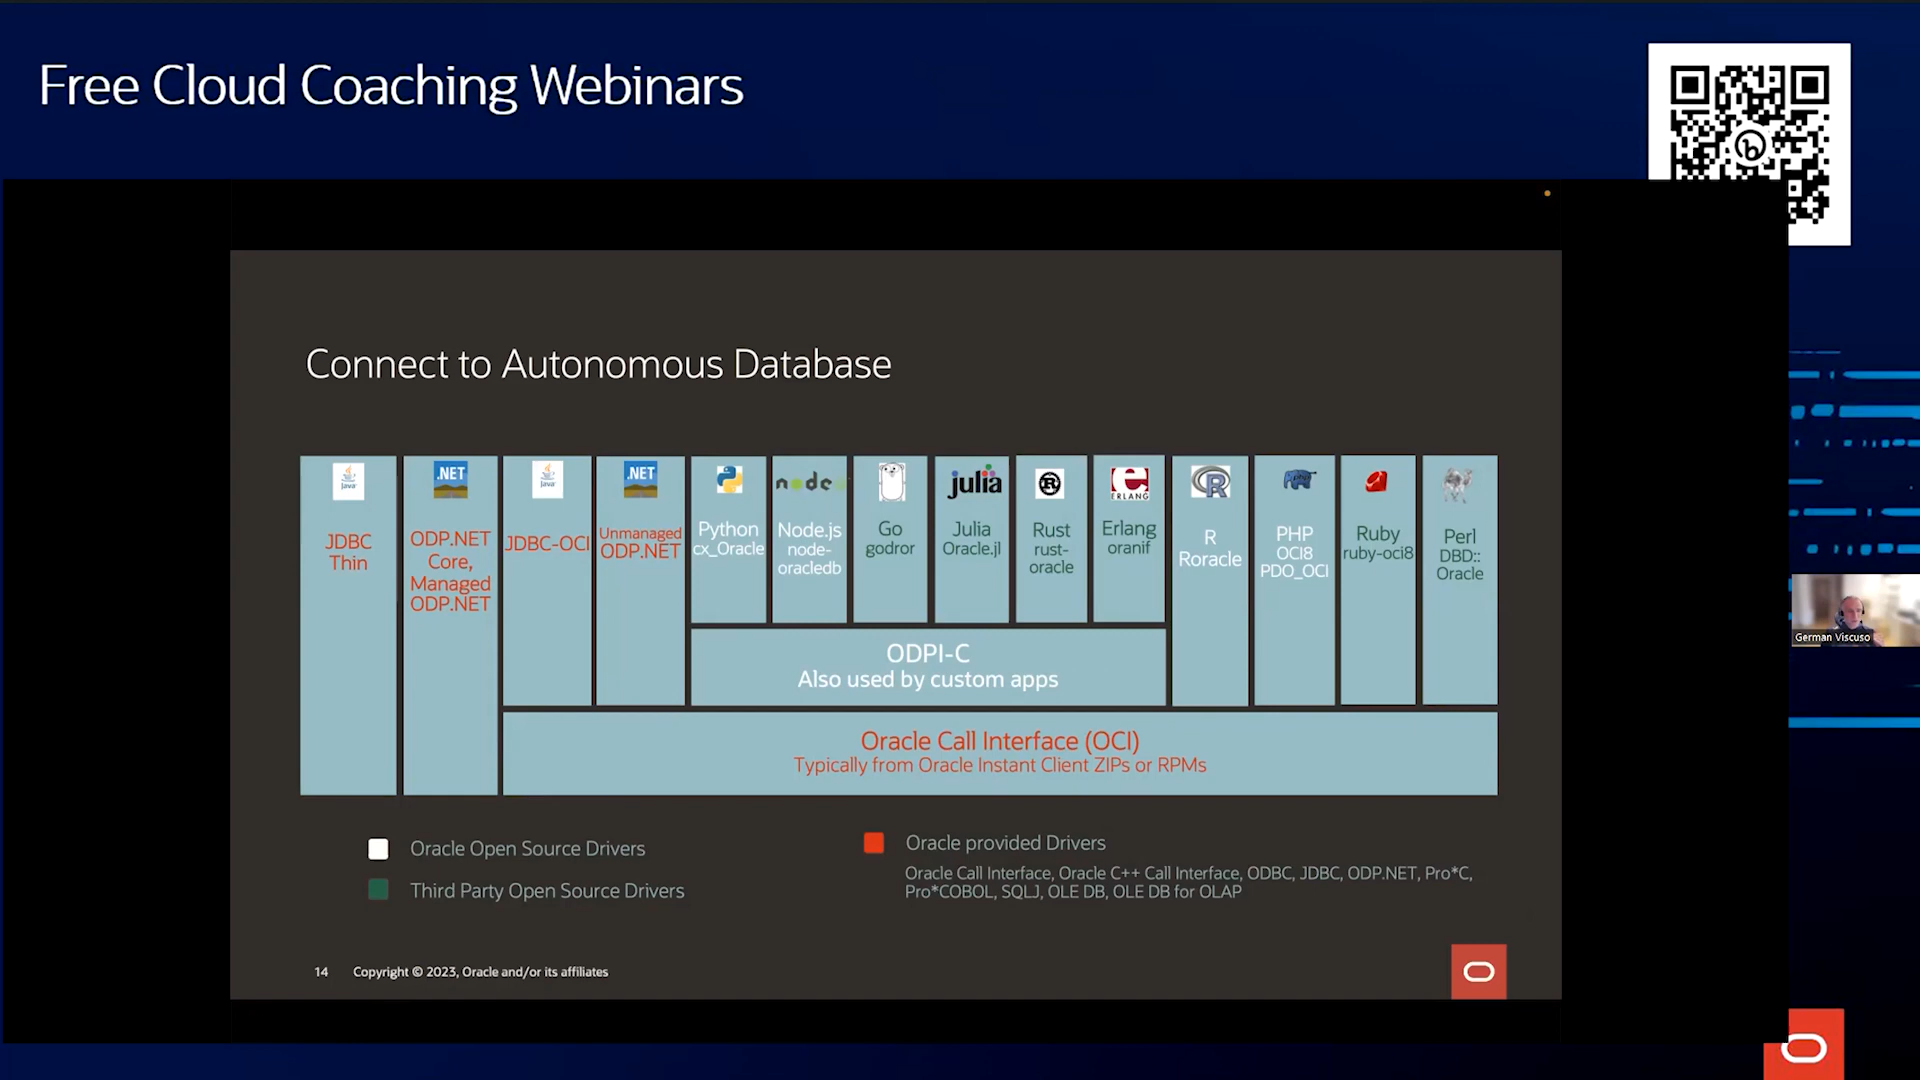 Free Cloud Coaching Webinars
Connect to Autonomous Database
Java
JDBC
Thin
.NET
ODP.NET
Core,
Managed
ODP.NET
Java
JDBC-OCI
.NET
Unmanaged
ODP.NET
Python
cx_Oracle
node
Node.js
node-
oracledb
Go
godror
julia
Julia
Oracle.jl
R
Rust
rust-
oracle
e
ERLANG
Erlang
oranif
R
R
Roracle
PHP
OCI8
PDO_OCI
Ruby
ruby-oci8
Perl
DBD::
Oracle
ODPI-C
Also used by custom apps
Oracle Call Interface (OCI)
Typically from Oracle Instant Client ZIPs or RPMs
Oracle Open Source Drivers
Third Party Open Source Drivers
Oracle provided Drivers
Oracle Call Interface, Oracle C++ Call Interface, ODBC, JDBC, ODP.NET, Pro*C,
Pro*COBOL, SQLJ, OLE DB, OLE DB for OLAP
German Viscuso
14 Copyright © 2023, Oracle and/or its affiliates